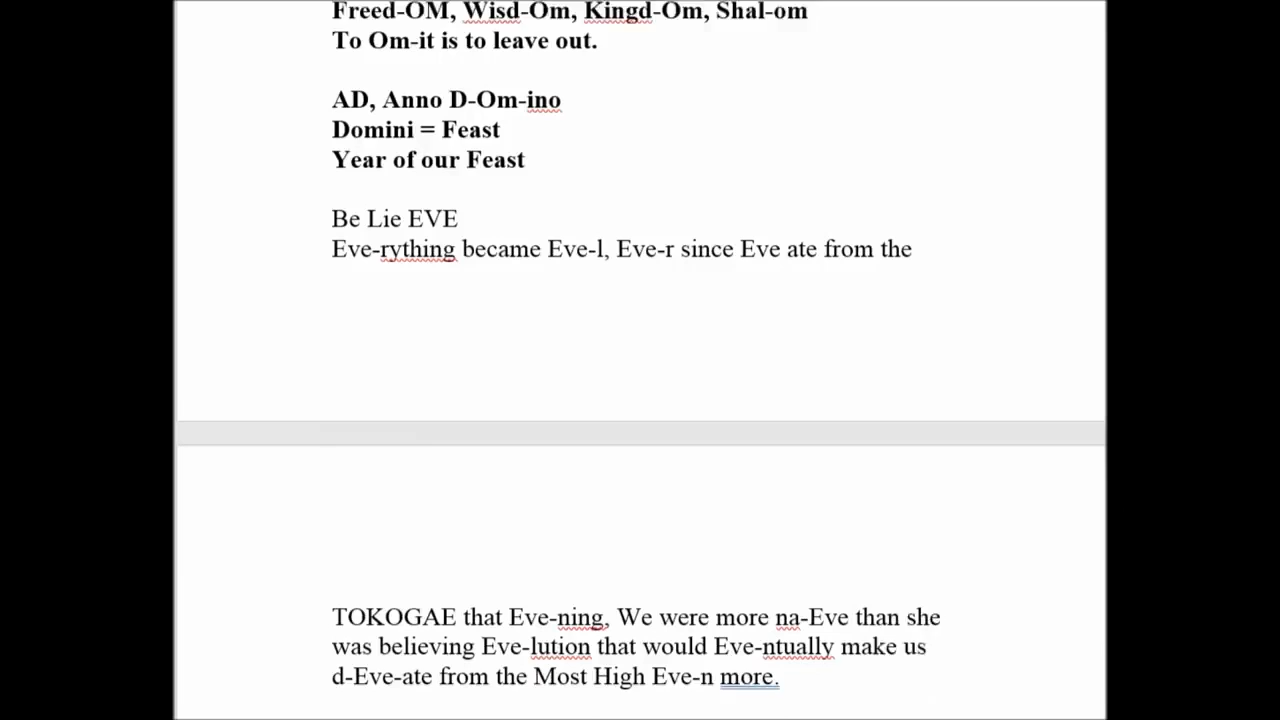 Freed-OM, Wisd-Om, Kingd-Om, Shal-om
To Om-it is to leave out.
AD, Anno D-Om-ino
Domini = Feast
Year of our Feast
Be Lie EVE
Eve-rything became Eve-l, Eve-r since Eve ate from the
TOKOGAE that Eve-ning, We were more na-Eve than she
was believing Eve-lution that would Eve-ntually make us
d-Eve-ate from the Most High Eve-n more.